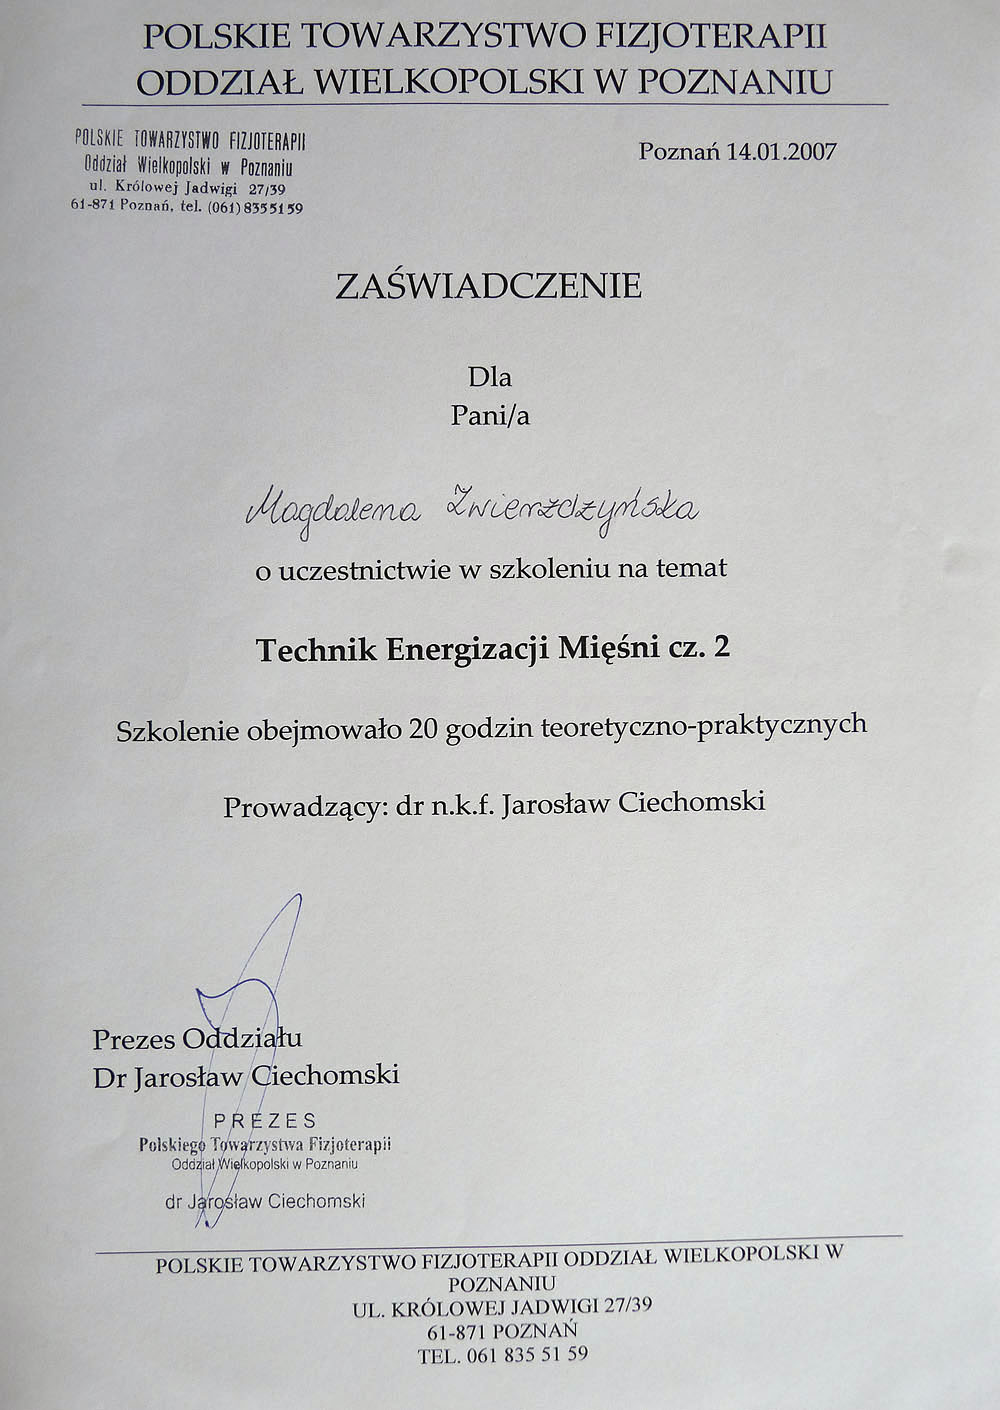 POLSKIE TOWARZYSTWO FIZJOTERAPII
ODDZIAŁ WIELKOPOLSKI W POZNANIU
POLSKIE TOWARZYSTWO FIZJOTERAPII
Oddział Wielkopolski w Poznaniu
ul. Królowej Jadwigi 27/39
61-871 Poznań, tel. (061) 8355159
Poznań 14.01.2007
ZAŚWIADCZENIE
Dla
Pani/a
Magdalena Zwierzdzyńska
o uczestnictwie w szkoleniu na temat
Technik Energizacji Mięśni cz. 2
Szkolenie obejmowało 20 godzin teoretyczno-praktycznych
Prowadzący: dr n.k.f. Jarosław Ciechomski
Prezes Oddziału
Dr Jarosław Ciechomski
PREZES
Polskiego Towarzystwa Fizjoterapii
Oddział Wielkopolski w Poznaniu
dr Jarosław Ciechomski
POLSKIE TOWARZYSTWO FIZJOTERAPII ODDZIAŁ WIELKOPOLSKI W
POZNANIU
UL. KRÓLOWEJ JADWIGI 27/39
61-871 POZNAŃ
TEL. 061 835 51 59